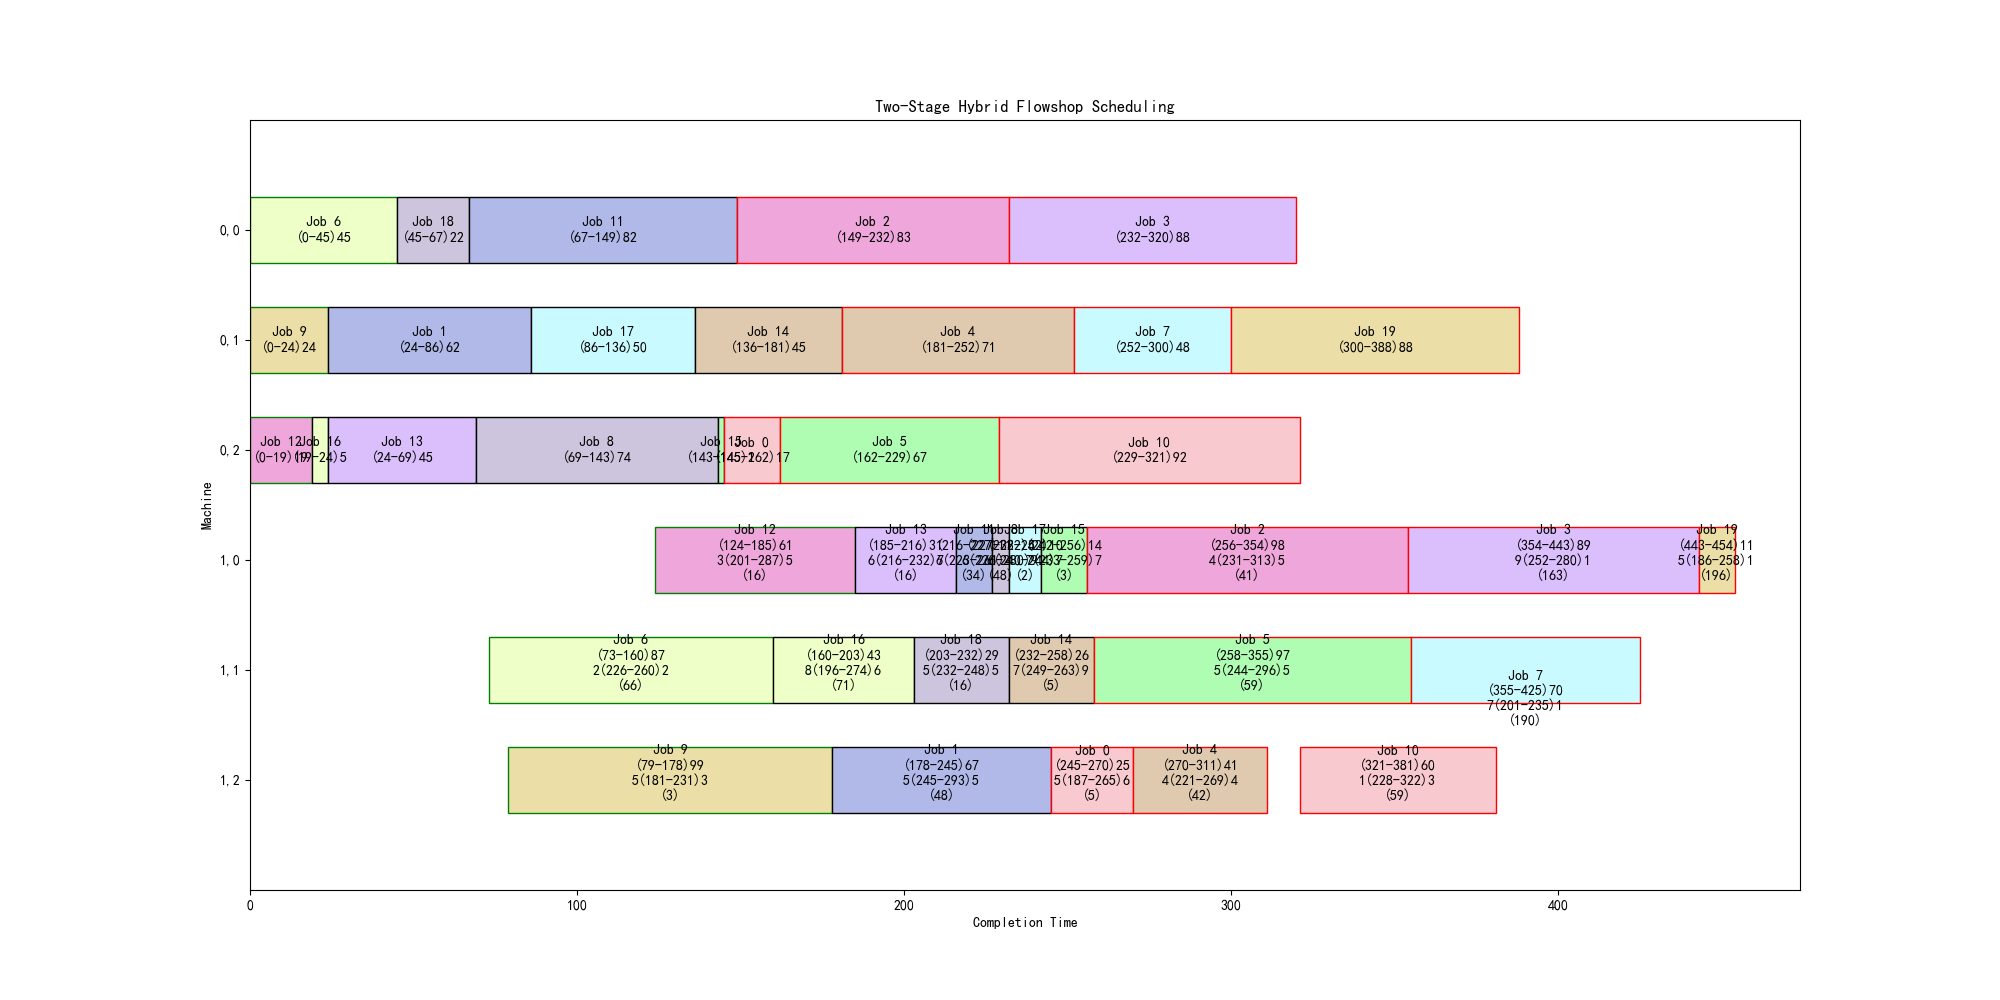 Two-Stage Hybrid Flowshop Scheduling
Machine
0,0
Job 6
(0-45)45
Job 18
(45-67)22
Job 11
(67-149)82
Job 2
(149-232)83
Job 3
(232-320)88
0,1
Job 9
(0-24)24
Job 1
(24-86)62
Job 17
(86-136)50
Job 14
(136-181)45
Job 4
(181-252)71
Job 7
(252-300)48
Job 19
(300-388)88
0,2
Job 12
(0-19)19
Job 16
(19-24)5
Job 13
(24-69)45
Job 8
(69-143)74
Job 15
(143-145)2
Job 0
(145-162)17
Job 5
(162-229)67
Job 10
(229-321)92
1,0
Job 12
(124-185)61
3(201-287)5
(16)
Job 13
(185-216)31
6(216-232)6
(16)
Job 11
(34)
Job 8
(48)
Job 17
(2)
Job 15
(242-256)14
(3)
Job 2
(256-354)98
4(231-313)5
(41)
Job 3
(354-443)89
9(252-280)1
(163)
Job 19
(443-454)11
5(186-258)1
(196)
1,1
Job 6
(73-160)87
2(226-260)2
(66)
Job 16
(160-203)43
8(196-274)6
(71)
Job 18
(203-232)29
5(232-248)5
(16)
Job 14
(232-258)26
7(249-263)9
(5)
Job 5
(258-355)97
5(244-296)5
(59)
Job 7
(355-425)70
7(201-235)1
(190)
1,2
Job 9
(79-178)99
5(181-231)3
(3)
Job 1
(178-245)67
5(245-293)5
(48)
Job 0
(245-270)25
5(187-265)6
(5)
Job 4
(270-311)41
4(221-269)4
(42)
Job 10
(321-381)60
1(228-322)3
(59)
0 100 200 300 400
Completion Time